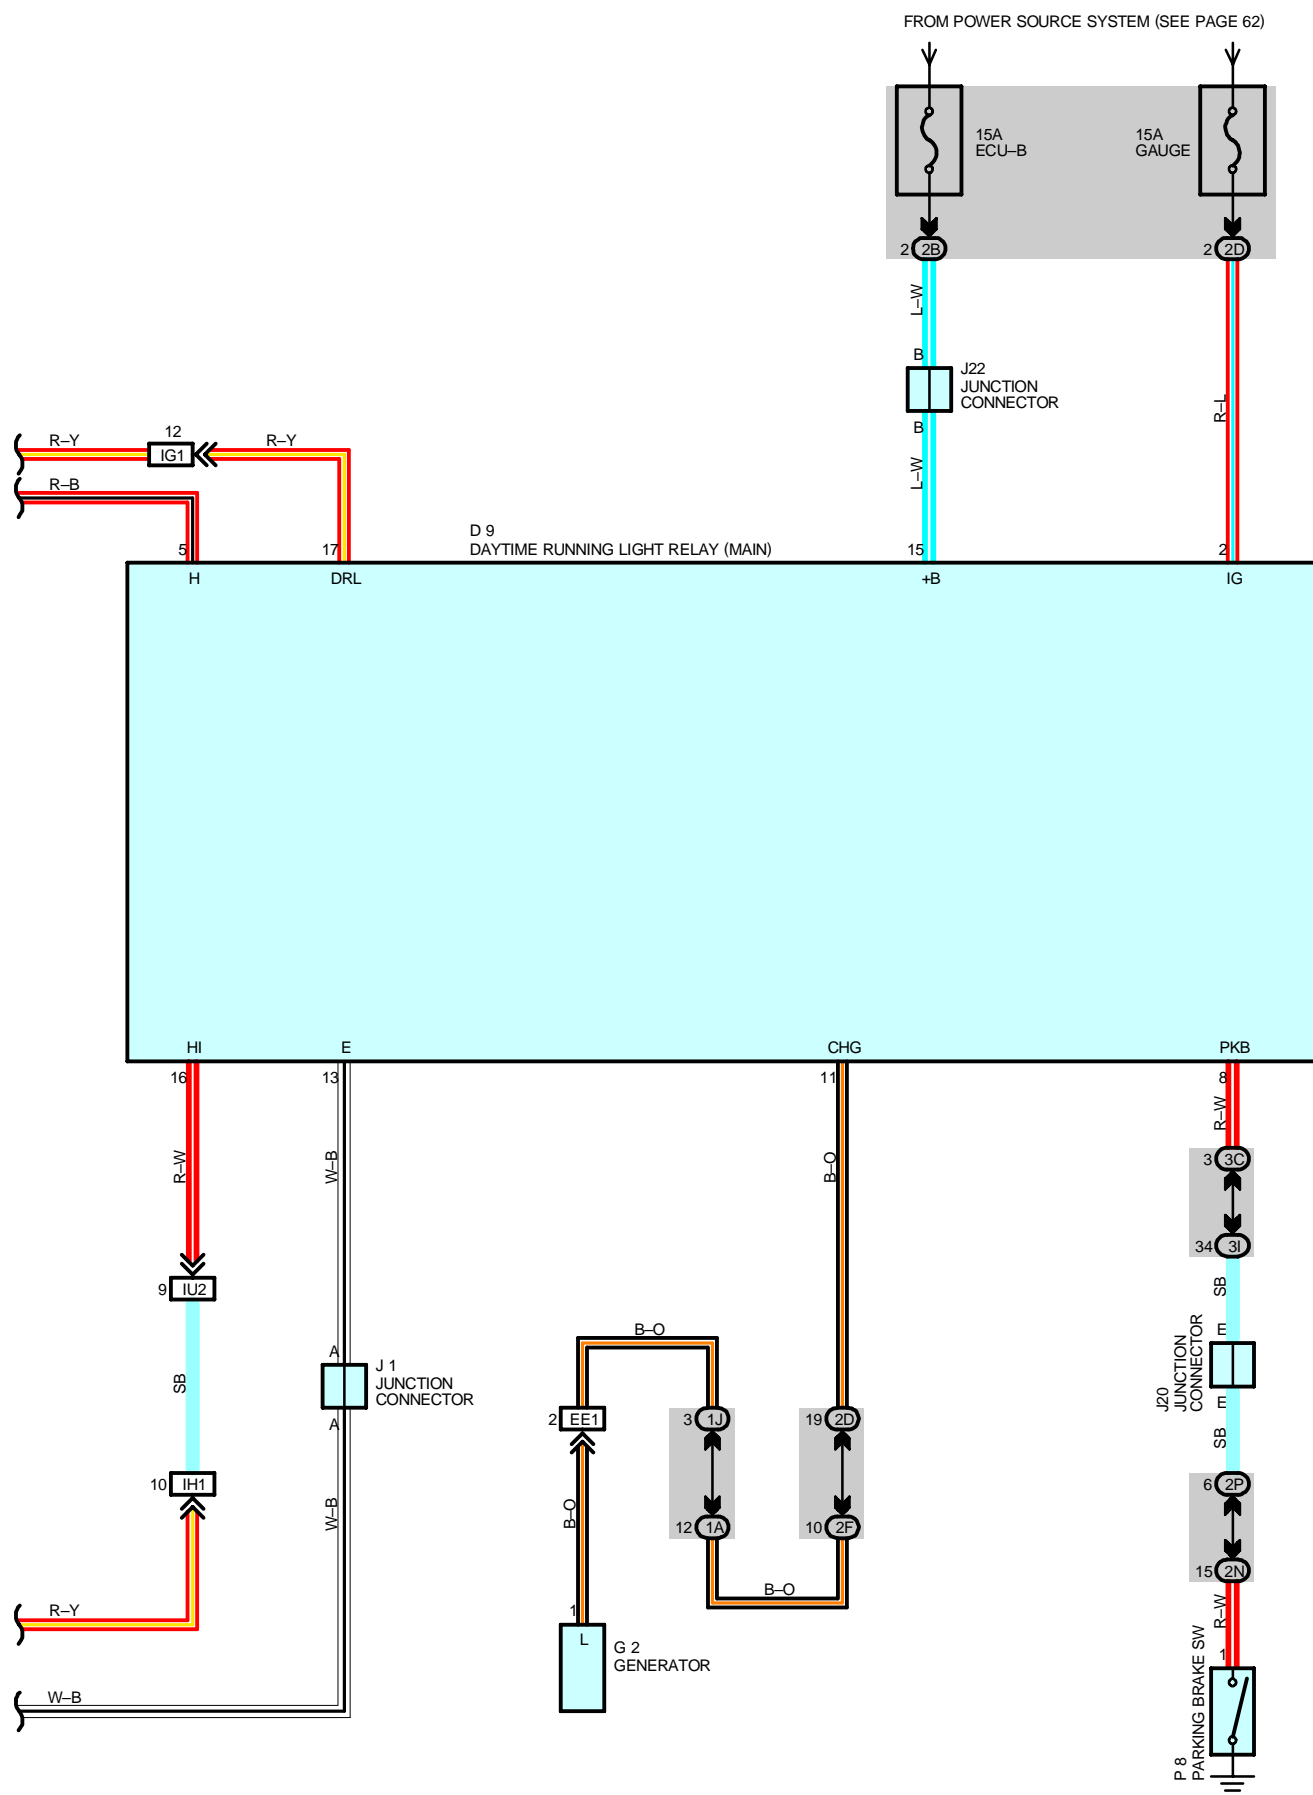 FROM POWER SOURCE SYSTEM (SEE PAGE 62)
15A
ECU–B
15A
GAUGE
2 2B
2 2D
L–W
R–L
B
J22
JUNCTION
CONNECTOR
B
L–W
R–Y
12
IG1
R–Y
R–B
D 9
DAYTIME RUNNING LIGHT RELAY (MAIN)
5
17
15
2
H
DRL
+B
IG
HI
E
CHG
PKB
16
13
11
8
R–W
W–B
B–O
R–W
3 3C
34 3I
SB
9 IU2
SB
E
J20
JUNCTION
CONNECTOR
E
SB
A
J 1
JUNCTION
CONNECTOR
A
B–O
2 EE1
3 1J
19 2D
10 IH1
W–B
B–O
12 1A
10 2F
6 2P
15 2N
B–O
R–Y
R–W
1
L
G 2
GENERATOR
W–B
1
P 8
PARKING BRAKE SW